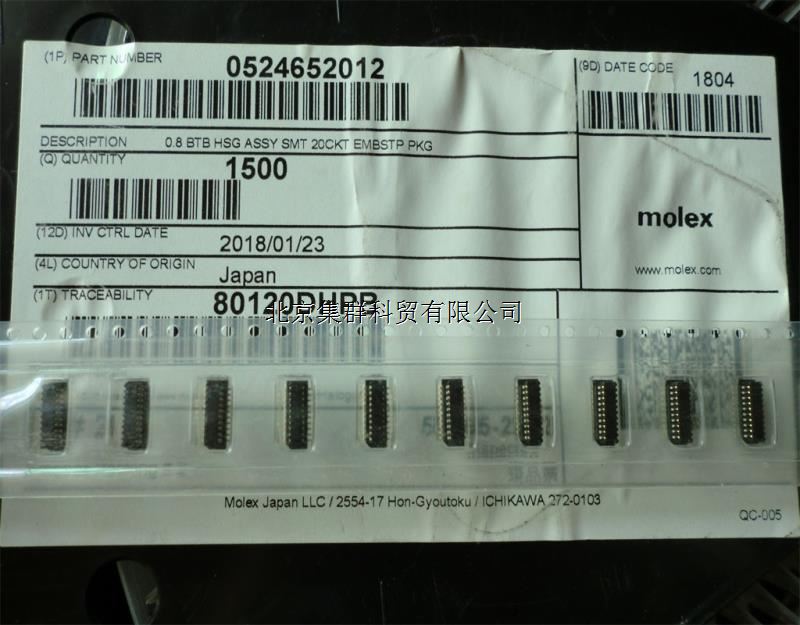 (1P) PART NUMBER 0524652012
(9D) DATE CODE 1804
DESCRIPTION 0.8 BTB HSG ASSY SMT 20CKT EMBSTP PKG
(Q) QUANTITY 1500
molex
www.molex.com
(12D) INV CTRL DATE 2018/01/23
(4L) COUNTRY OF ORIGIN Japan
(1T) TRACEABILITY
北京集群科贸有限公司
Molex Japan LLC / 2554-17 Hon-Gyoutoku / ICHIKAWA 272-0103
QC-005